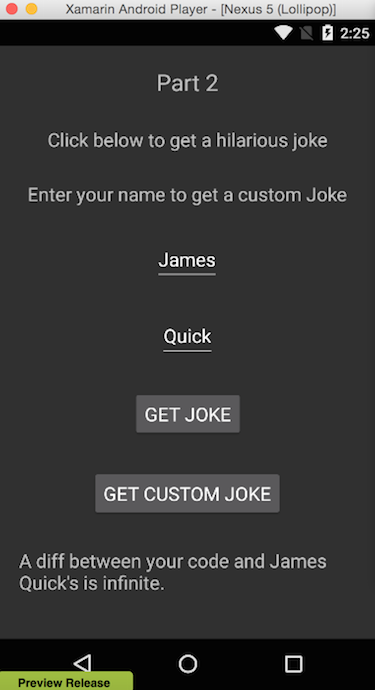 Xamarin Android Player - [Nexus 5 (Lollipop)]
2:25
Part 2
Click below to get a hilarious joke
Enter your name to get a custom Joke
James
Quick
GET JOKE
GET CUSTOM JOKE
A diff between your code and James
Quick's is infinite.
Preview Release